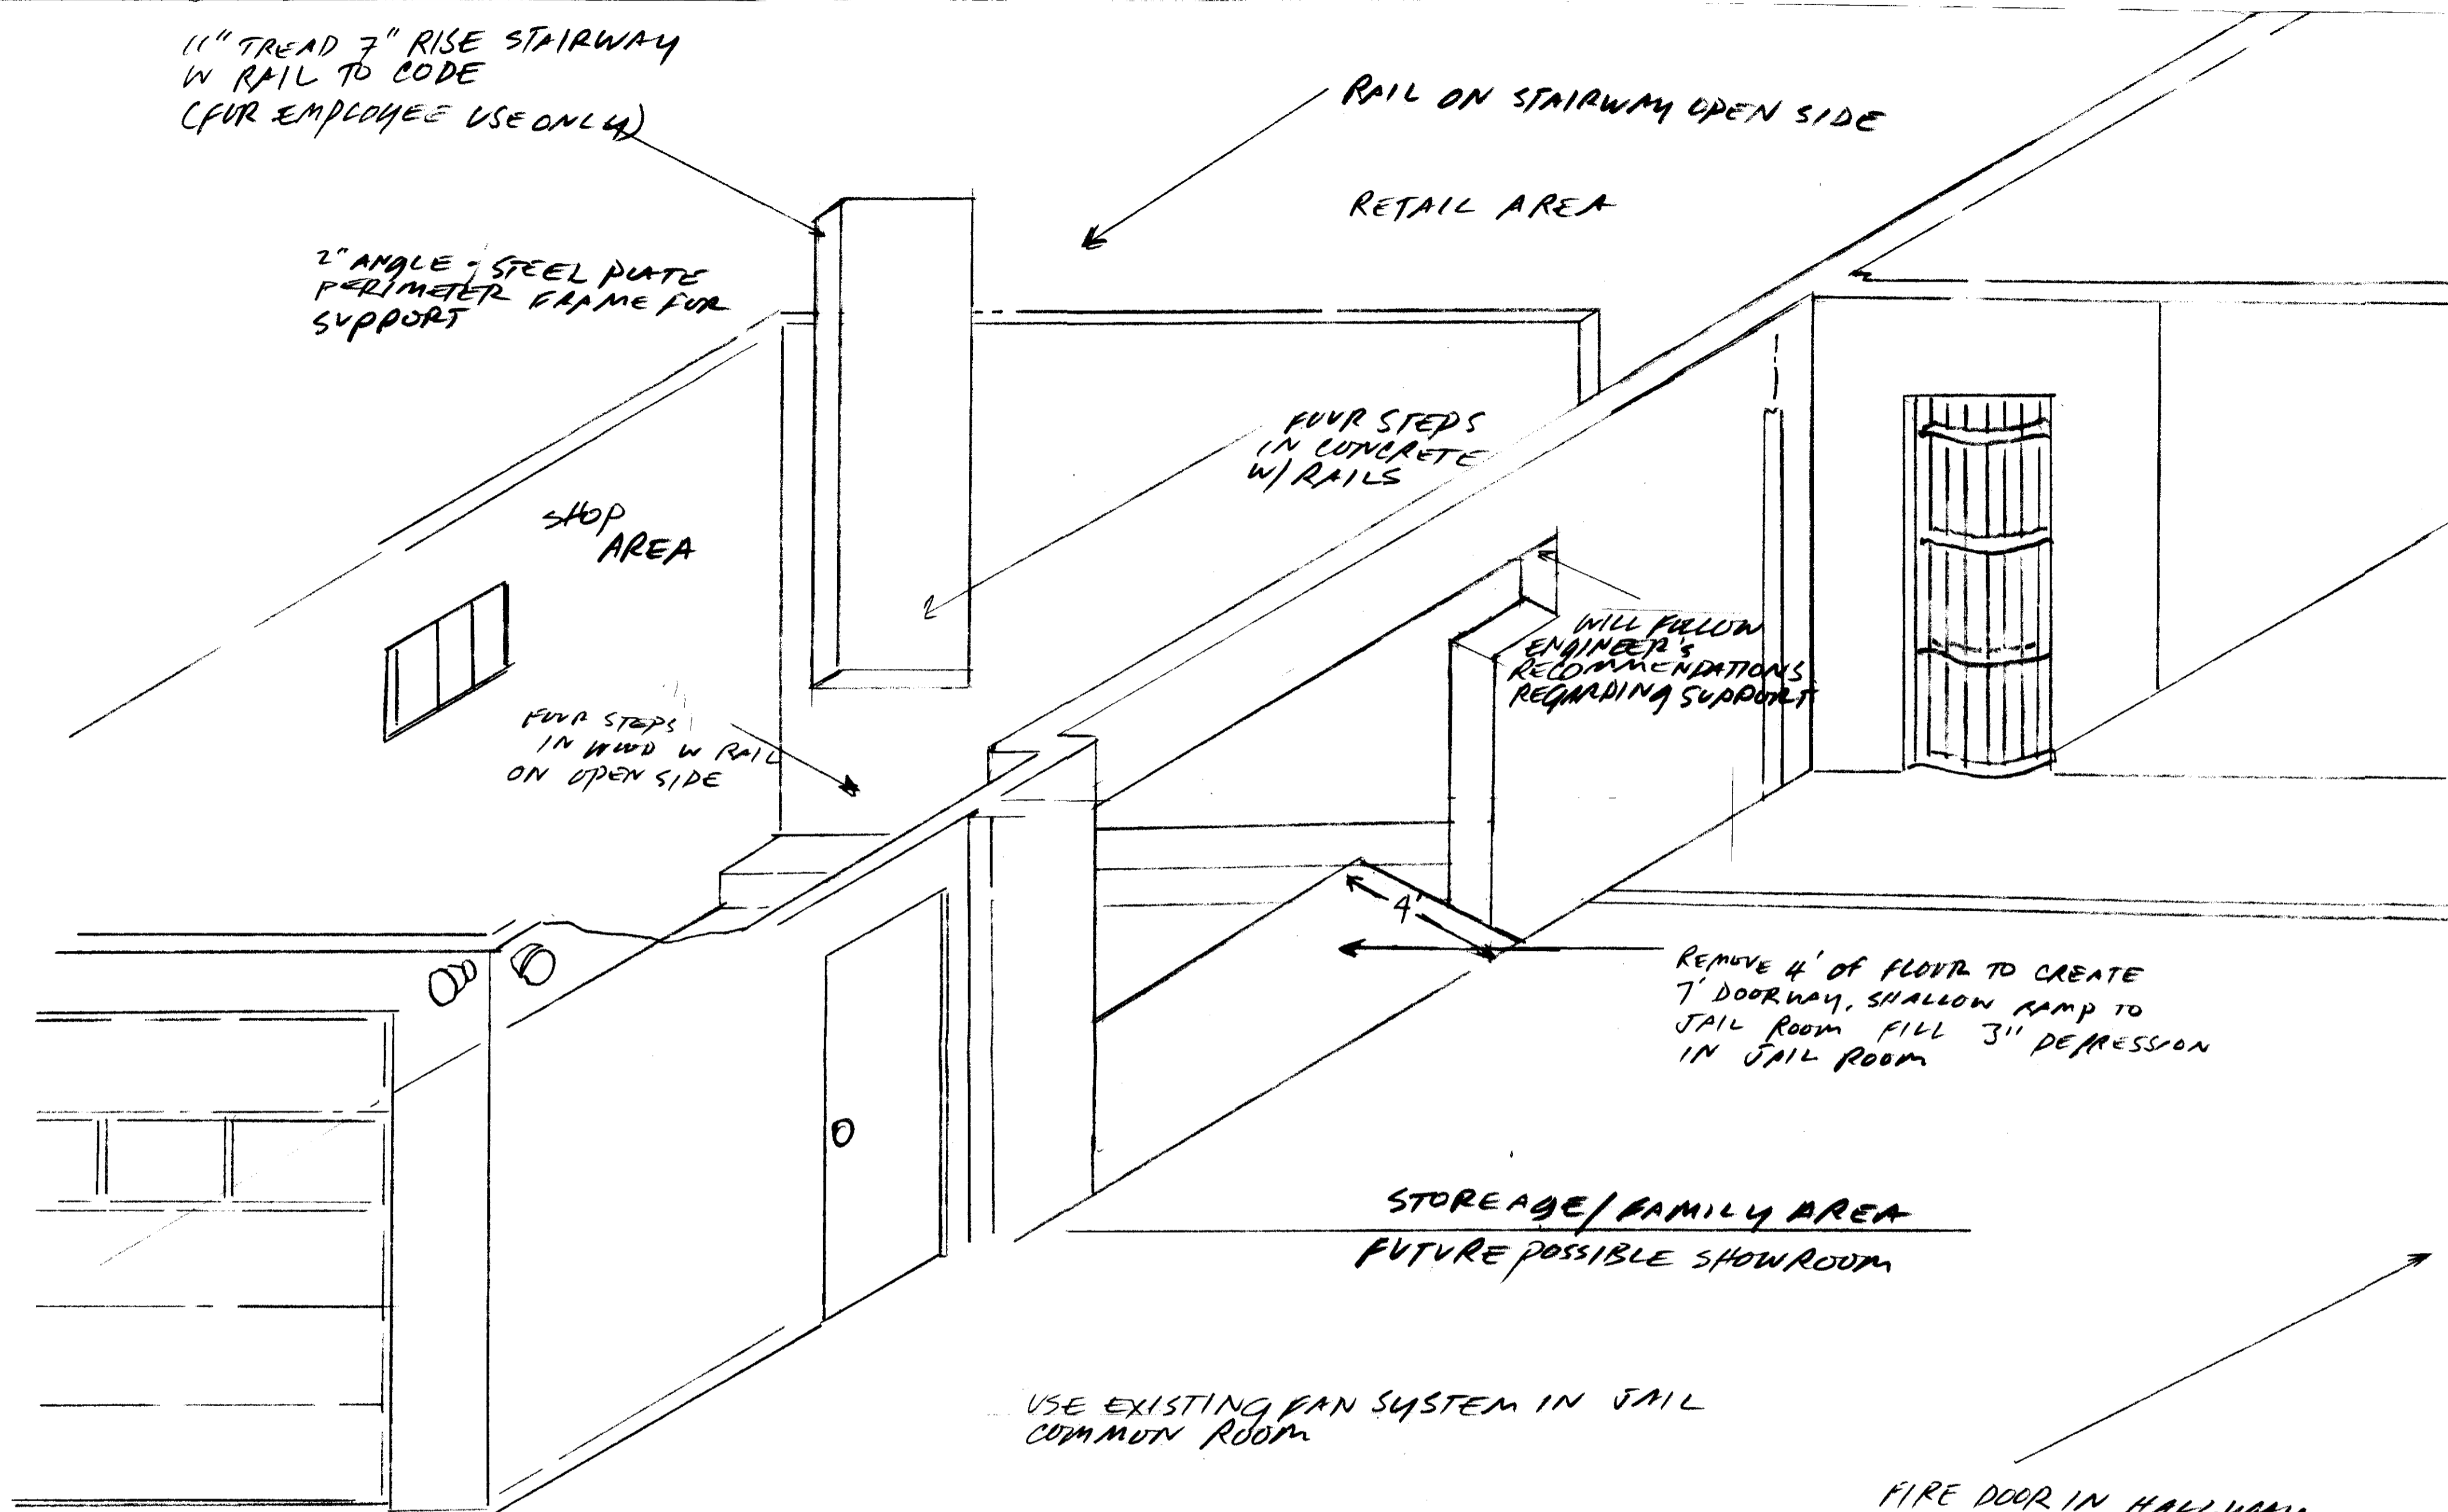 11" TREAD 7" RISE STAIRWAY
W RAIL TO CODE
(FOR EMPLOYEE USE ONLY)
RAIL ON STAIRWAY OPEN SIDE
RETAIL AREA
2" ANGLE - STEEL PLATE
PERIMETER FRAME FOR
SUPPORT
FOUR STEPS
IN CONCRETE
W/ RAILS
SHOP
AREA
WILL FOLLOW
ENGINEER'S
RECOMMENDATIONS
REGARDING SUPPORT
FOUR STEPS
IN WOOD W RAIL
ON OPEN SIDE
4'
REMOVE 4' OF FLOOR TO CREATE
7' DOORWAY, SHALLOW RAMP TO
JAIL ROOM FILL 3" DEPRESSION
IN JAIL ROOM
STOREAGE/FAMILY AREA
FUTURE POSSIBLE SHOWROOM
USE EXISTING FAN SYSTEM IN JAIL
COMMON ROOM
FIRE DOOR IN HALLWAY